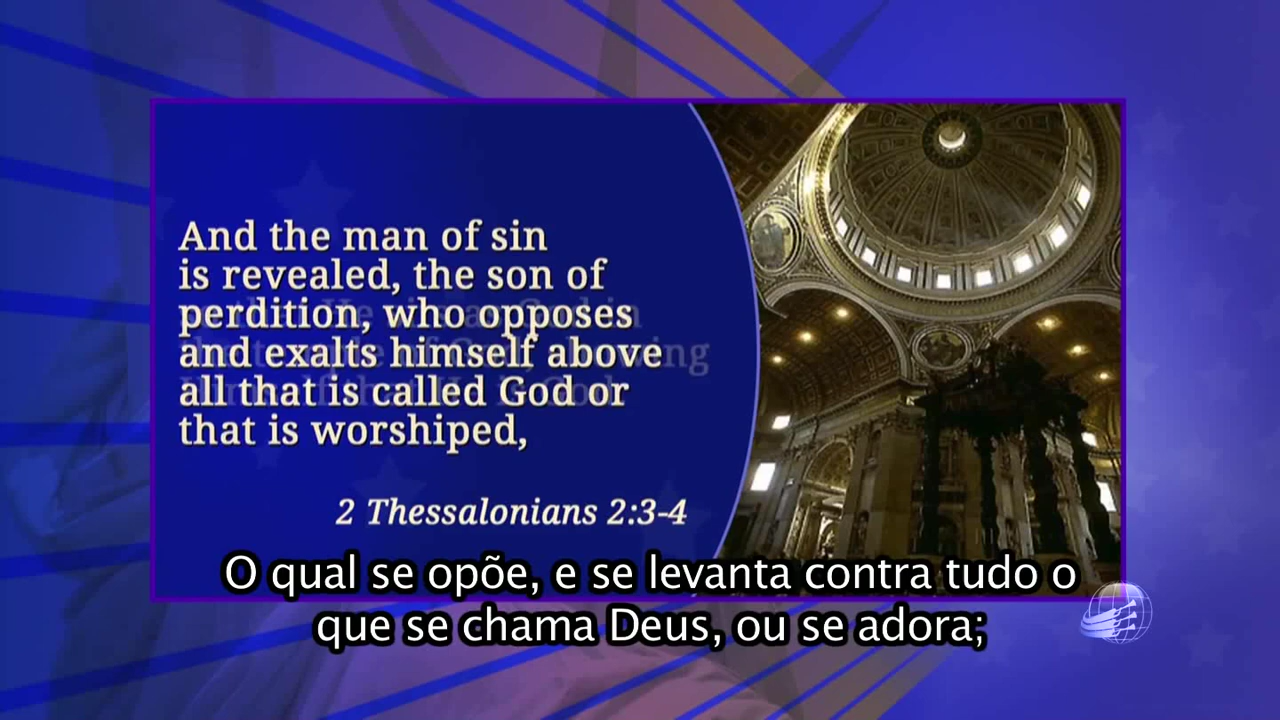 And the man of sin
is revealed, the son of
perdition, who opposes
and exalts himself above
all that is called God or
that is worshiped,
2 Thessalonians 2:3-4
O qual se opõe, e se levanta contra tudo o
que se chama Deus, ou se adora;